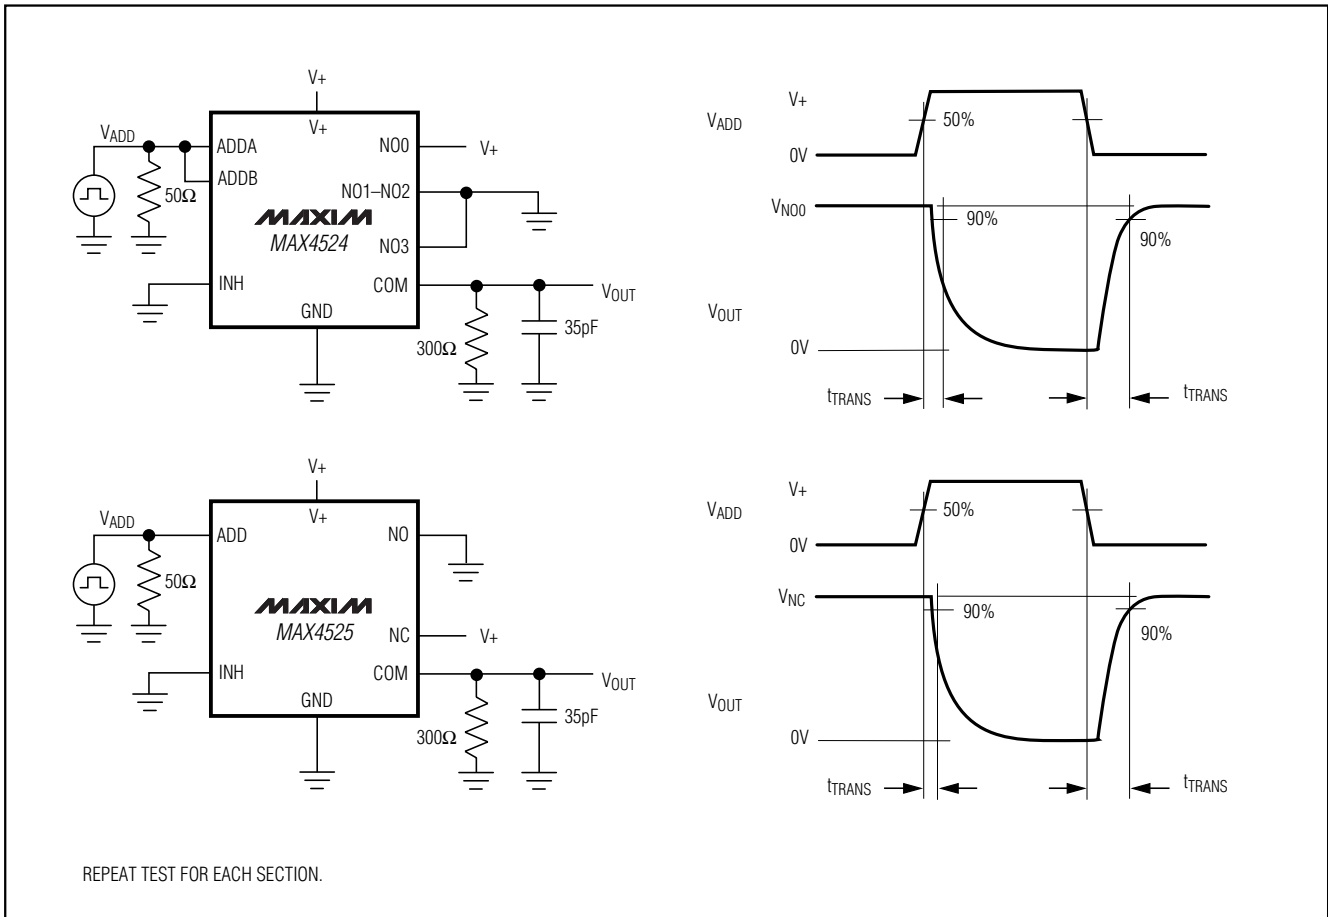 V+
V+
VADD
ADDA
ADDB
50Ω
NO0
V+
NO1–NO2
MAXIM
MAX4524
NO3
INH
COM
VOUT
GND
300Ω
35pF
V+
VADD
50%
0V
VNO0
90%
90%
VOUT
0V
tTRANS
tTRANS
V+
V+
VADD
ADD
50Ω
NO
MAXIM
MAX4525
NC
V+
INH
COM
VOUT
GND
300Ω
35pF
V+
VADD
50%
0V
VNC
90%
90%
VOUT
0V
tTRANS
tTRANS
REPEAT TEST FOR EACH SECTION.